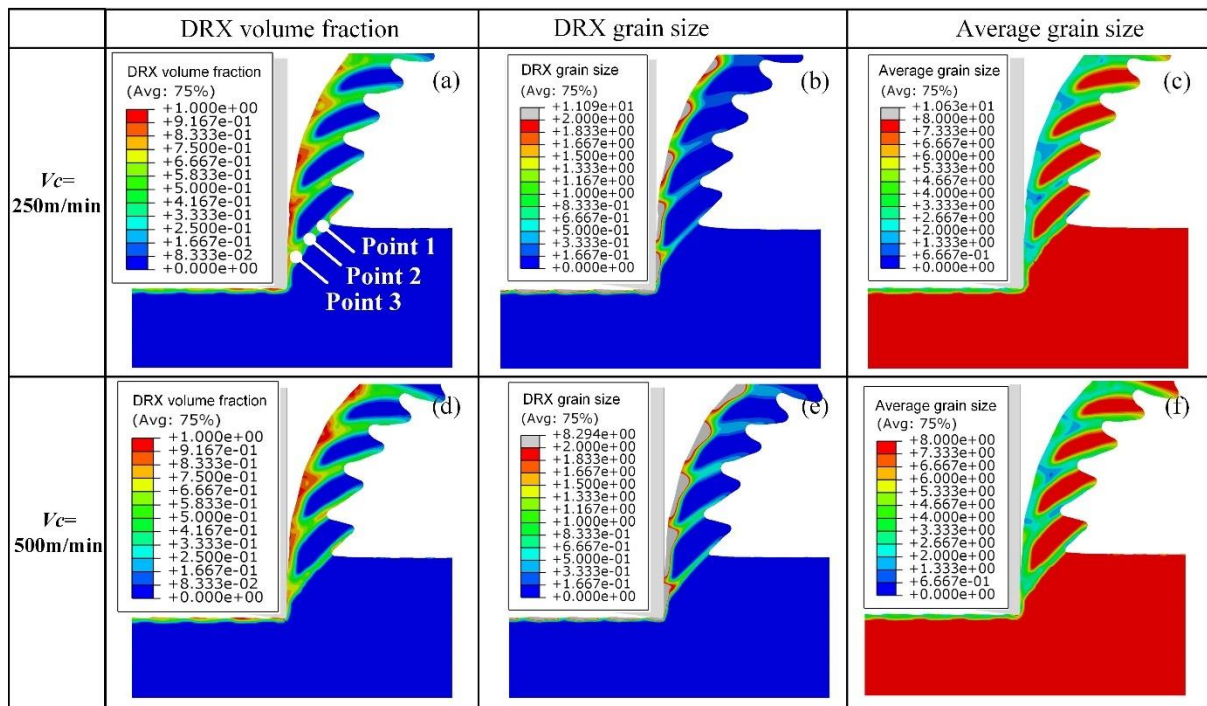 DRX volume fraction
DRX grain size
Average grain size
Vc=
250m/min
DRX volume fraction
(Avg: 75%)
+1.000e+00
+9.167e-01
+8.333e-01
+7.500e-01
+6.667e-01
+5.833e-01
+5.000e-01
+4.167e-01
+3.333e-01
+2.500e-01
+1.667e-01
+8.333e-02
+0.000e+00
(a)
Point 1
Point 2
Point 3
DRX grain size
(Avg: 75%)
+1.109e+01
+2.000e+00
+1.833e+00
+1.667e+00
+1.500e+00
+1.333e+00
+1.167e+00
+1.000e+00
+8.333e-01
+6.667e-01
+5.000e-01
+3.333e-01
+1.667e-01
+0.000e+00
(b)
Average grain size
(Avg: 75%)
+1.063e+01
+8.000e+00
+7.333e+00
+6.667e+00
+6.000e+00
+5.333e+00
+4.667e+00
+4.000e+00
+3.333e+00
+2.667e+00
+2.000e+00
+1.333e+00
+6.667e-01
+0.000e+00
(c)
Vc=
500m/min
DRX volume fraction
(Avg: 75%)
+1.000e+00
+9.167e-01
+8.333e-01
+7.500e-01
+6.667e-01
+5.833e-01
+5.000e-01
+4.167e-01
+3.333e-01
+2.500e-01
+1.667e-01
+8.333e-02
+0.000e+00
(d)
DRX grain size
(Avg: 75%)
+8.294e+00
+2.000e+00
+1.833e+00
+1.667e+00
+1.500e+00
+1.333e+00
+1.167e+00
+1.000e+00
+8.333e-01
+6.667e-01
+5.000e-01
+3.333e-01
+1.667e-01
+0.000e+00
(e)
Average grain size
(Avg: 75%)
+8.000e+00
+7.333e+00
+6.667e+00
+6.000e+00
+5.333e+00
+4.667e+00
+4.000e+00
+3.333e+00
+2.667e+00
+2.000e+00
+1.333e+00
+6.667e-01
+0.000e+00
(f)